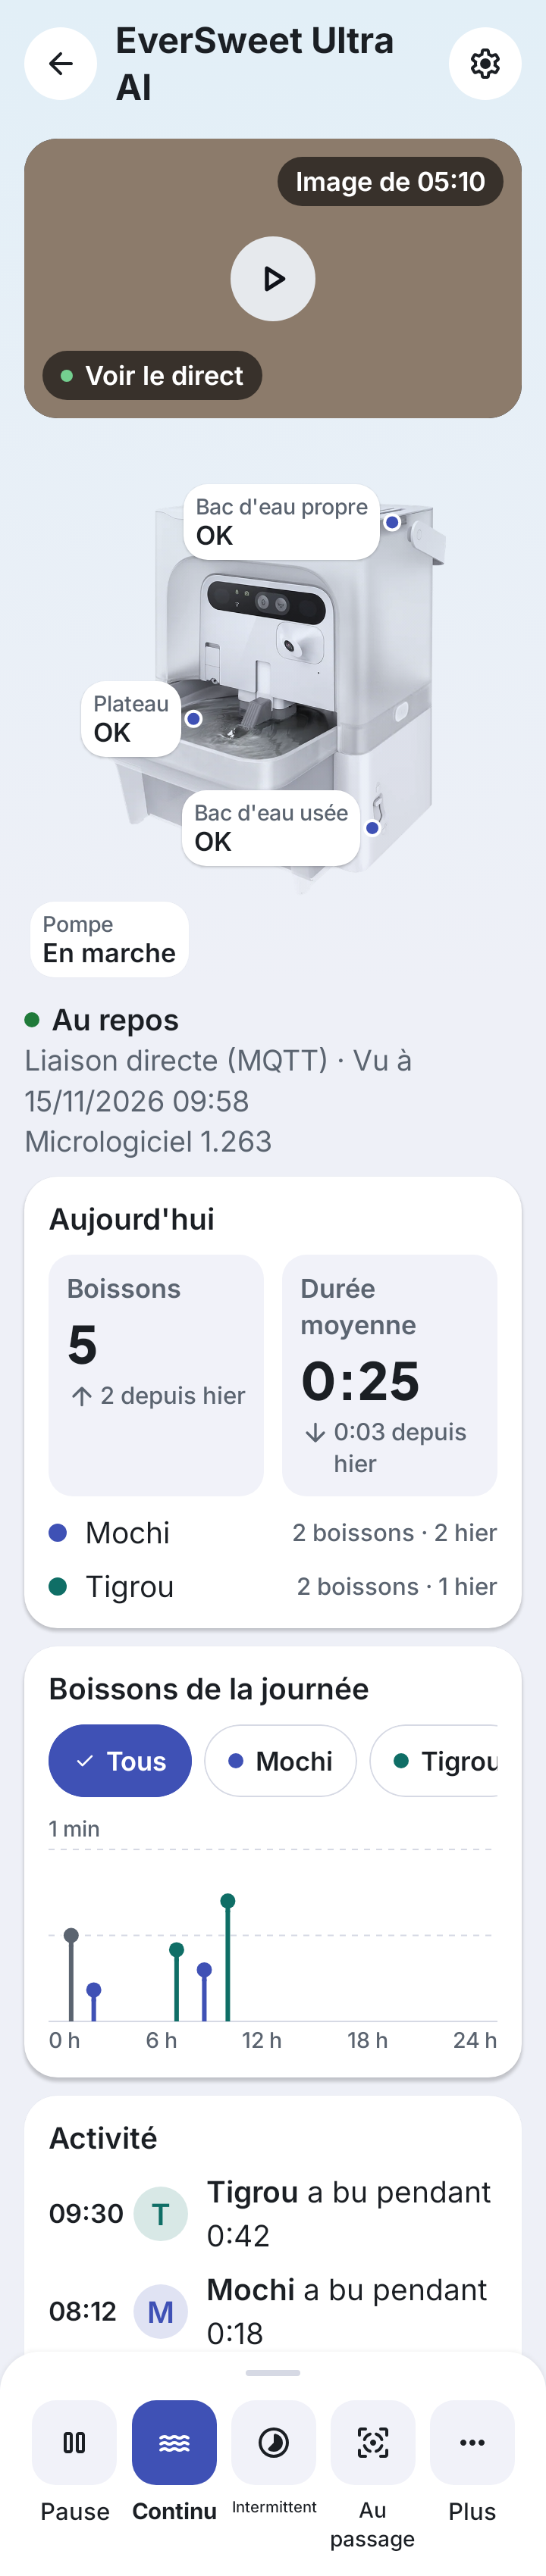 EverSweet Ultra
AI
Image de 05:10
Voir le direct
Bac d'eau propre
OK
Plateau
OK
Bac d'eau usée
OK
Pompe
En marche
Au repos
Liaison directe (MQTT) · Vu à
15/11/2026 09:58
Micrologiciel 1.263
Aujourd'hui
Boissons
5
↑ 2 depuis hier
Durée
moyenne
0:25
↓ 0:03 depuis
hier
Mochi
2 boissons · 2 hier
Tigrou
2 boissons · 1 hier
Boissons de la journée
Tous
Mochi
Tigrou
1 min
0 h 6 h 12 h 18 h 24 h
Activité
09:30 T Tigrou a bu pendant
0:42
08:12 M Mochi a bu pendant
0:18
Pause
Continu
Intermittent
Au
passage
Plus